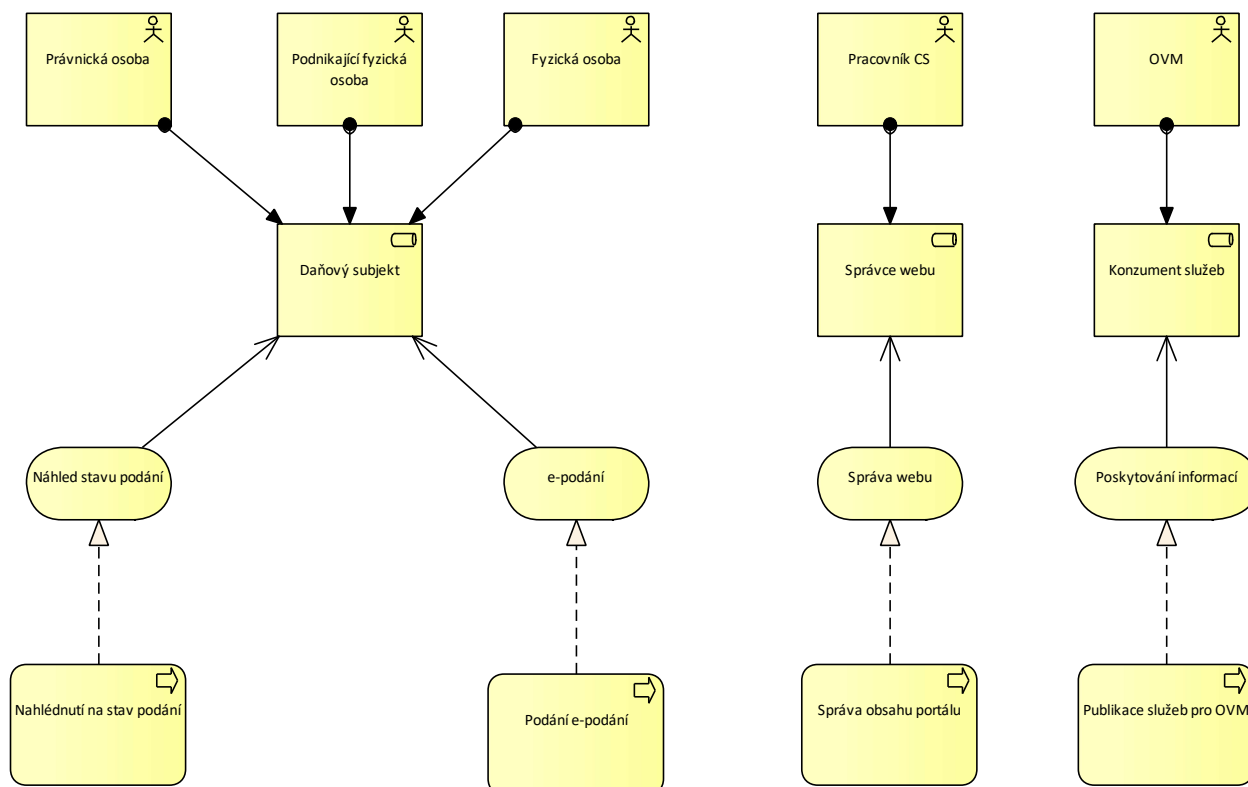 Právnická osoba
Podnikající fyzická
osoba
Fyzická osoba
Pracovník CS
OVM
Daňový subjekt
Správce webu
Konzument služeb
Náhled stavu podání
e-podání
Správa webu
Poskytování informací
Nahlédnutí na stav podání
Podání e-podání
Správa obsahu portálu
Publikace služeb pro OVM